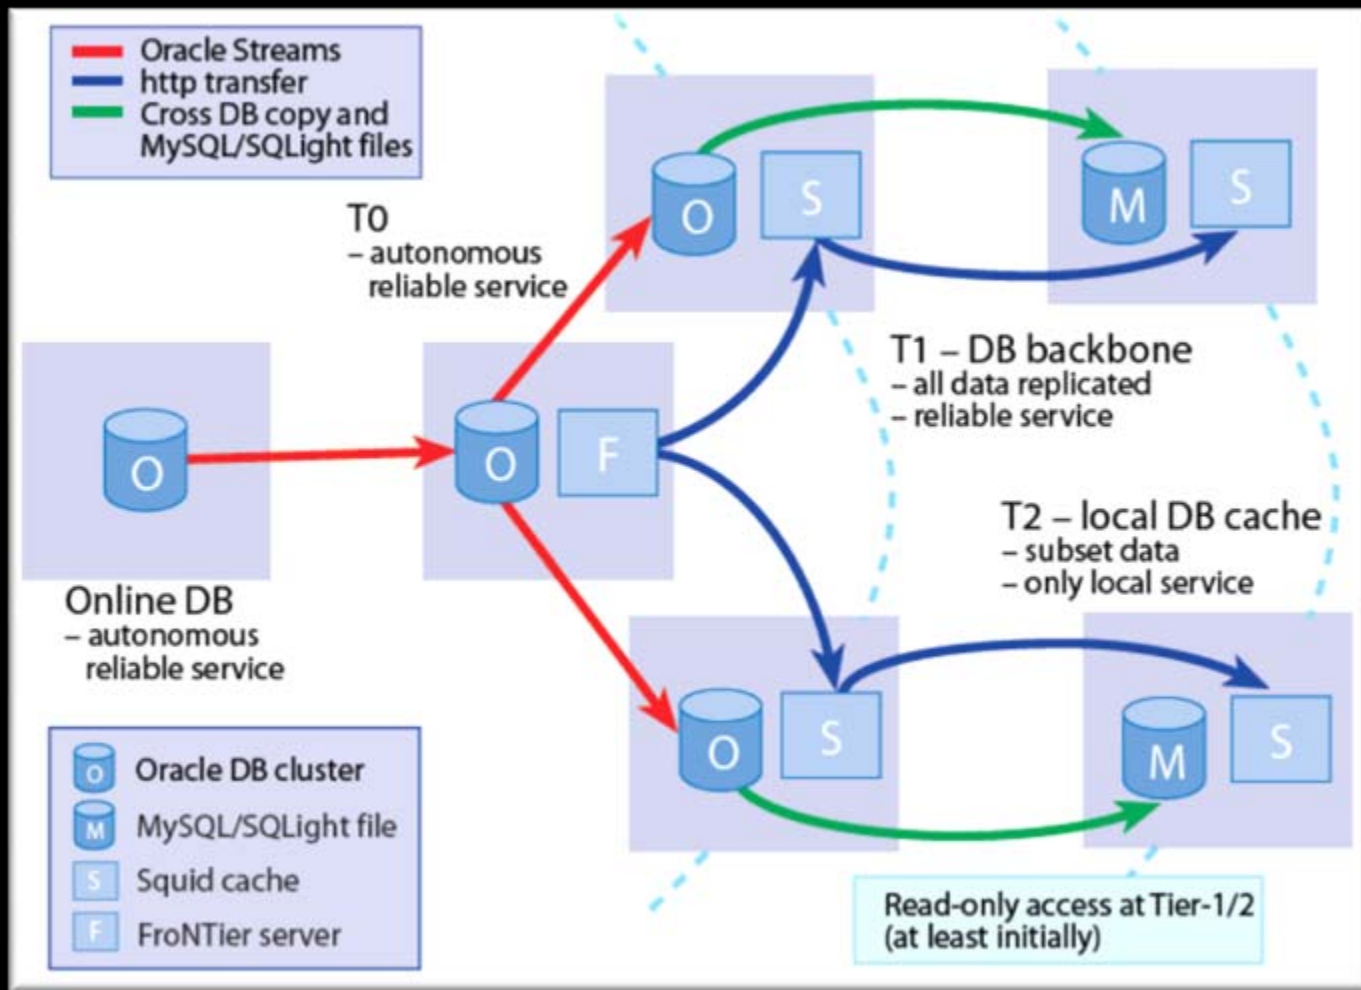 Oracle Streams
http transfer
Cross DB copy and
MySQL/SQLight files
T0
– autonomous
reliable service
O
S
M
S
T1 – DB backbone
– all data replicated
– reliable service
O
O
F
T2 – local DB cache
– subset data
– only local service
Online DB
– autonomous
reliable service
O
S
M
S
O Oracle DB cluster
M MySQL/SQLight file
S Squid cache
F FroNTier server
Read-only access at Tier-1/2
(at least initially)